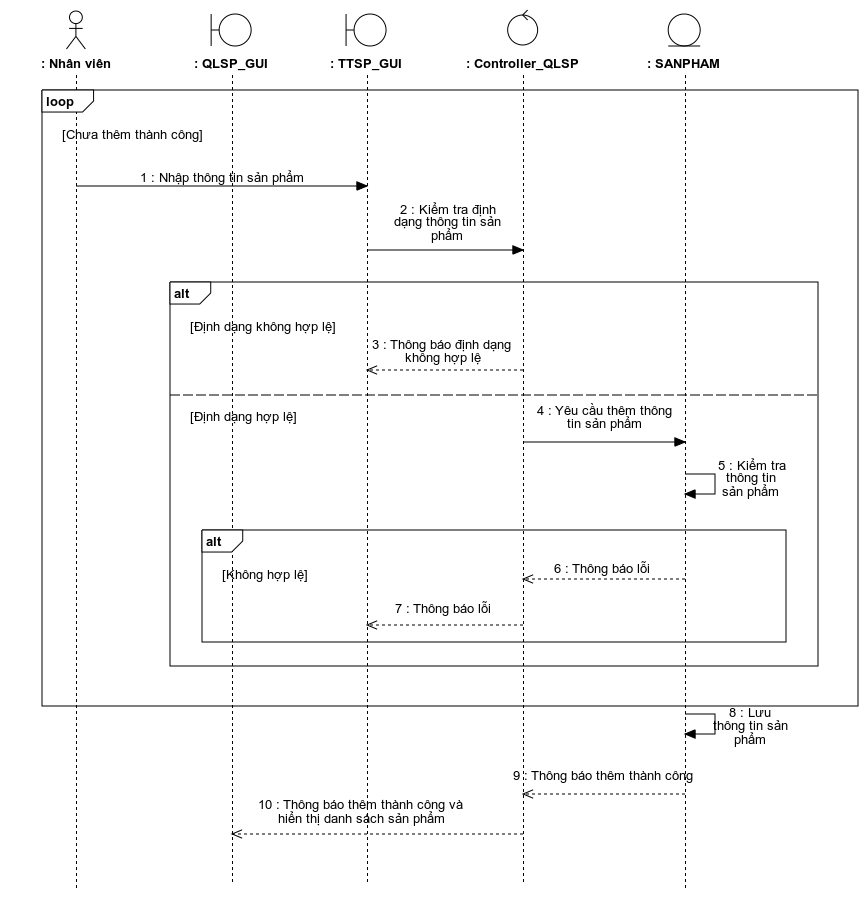 : Nhân viên
: QLSP_GUI
: TTSP_GUI
: Controller_QLSP
: SANPHAM
loop
[Chưa thêm thành công]
1 : Nhập thông tin sản phẩm
2 : Kiểm tra định
dạng thông tin sản
phẩm
alt
[Định dạng không hợp lệ]
3 : Thông báo định dạng
không hợp lệ
[Định dạng hợp lệ]
4 : Yêu cầu thêm thông
tin sản phẩm
5 : Kiểm tra
thông tin
sản phẩm
alt
[Không hợp lệ]
6 : Thông báo lỗi
7 : Thông báo lỗi
8 : Lưu
thông tin sản
phẩm
9 : Thông báo thêm thành công
10 : Thông báo thêm thành công và
hiển thị danh sách sản phẩm